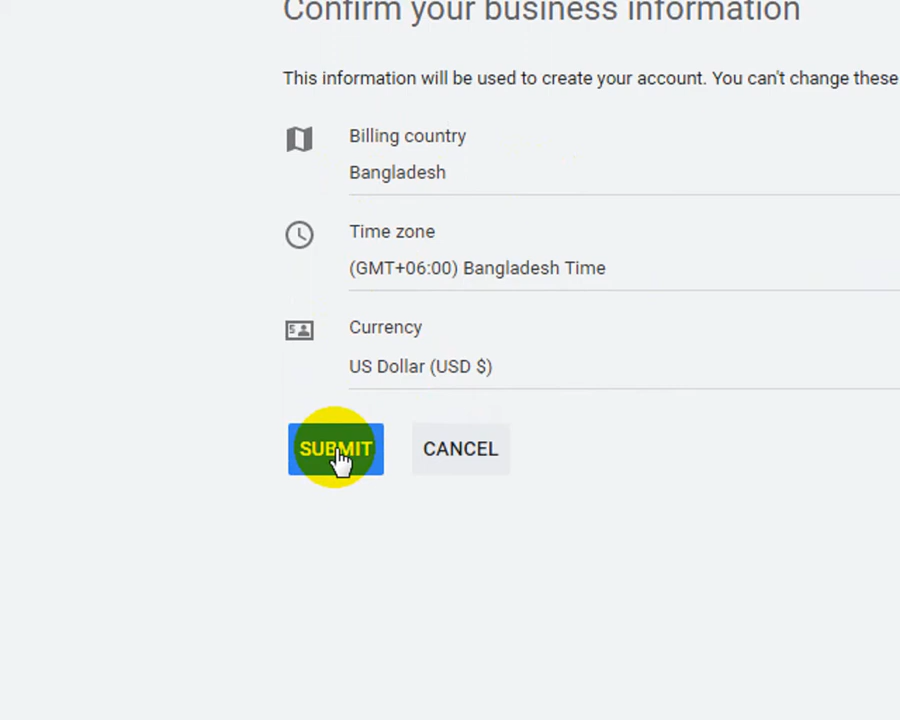 Confirm your business information
This information will be used to create your account. You can't change these
Billing country
Bangladesh
Time zone
(GMT+06:00) Bangladesh Time
Currency
US Dollar (USD $)
SUBMIT
CANCEL